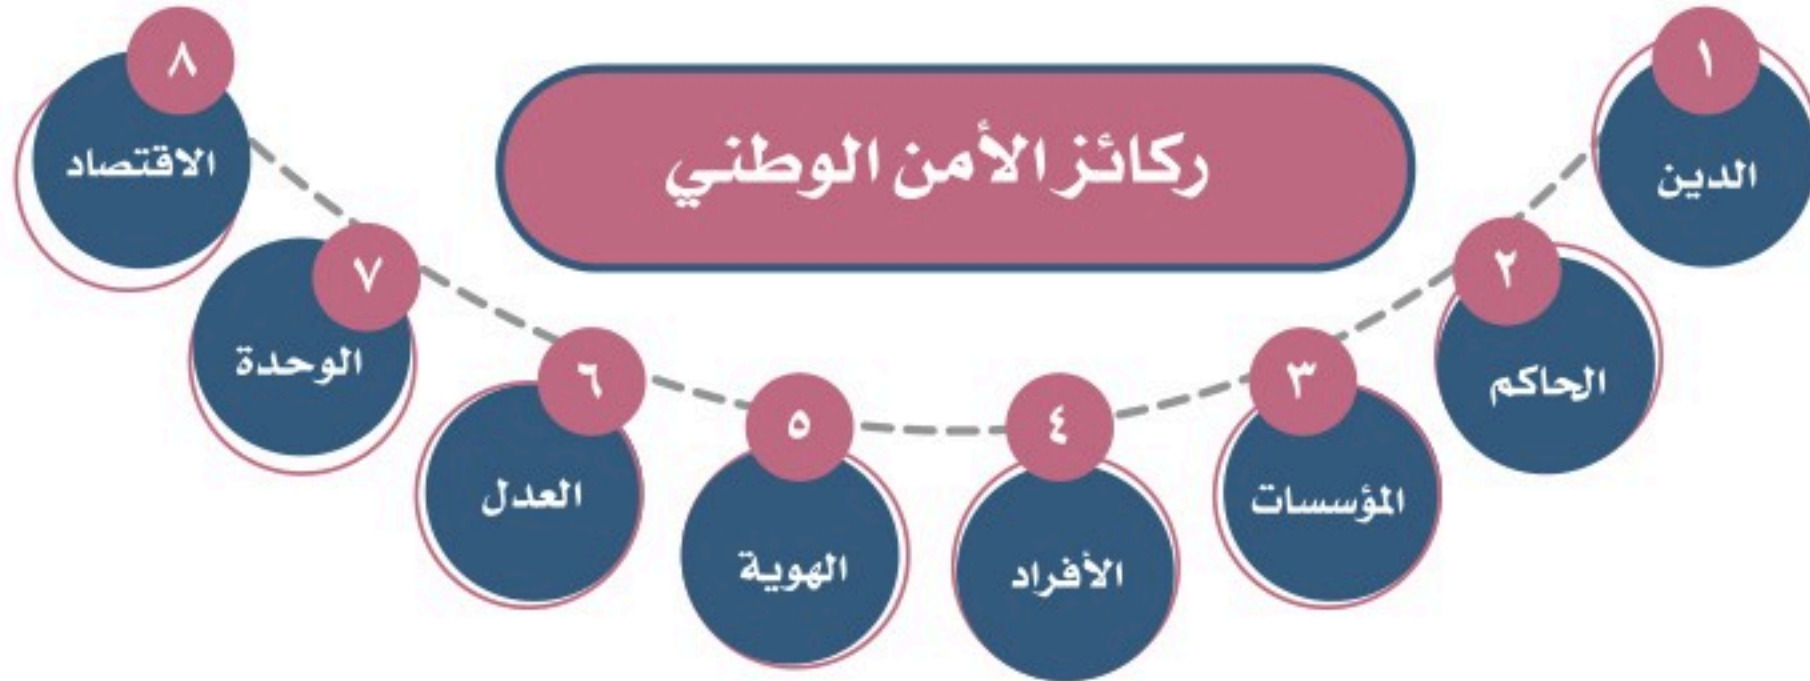 ركائز الأمن الوطني
١
الدين
٢
الحاكم
٣
المؤسسات
٤
الأفراد
٥
الهوية
٦
العدل
٧
الوحدة
٨
الاقتصاد